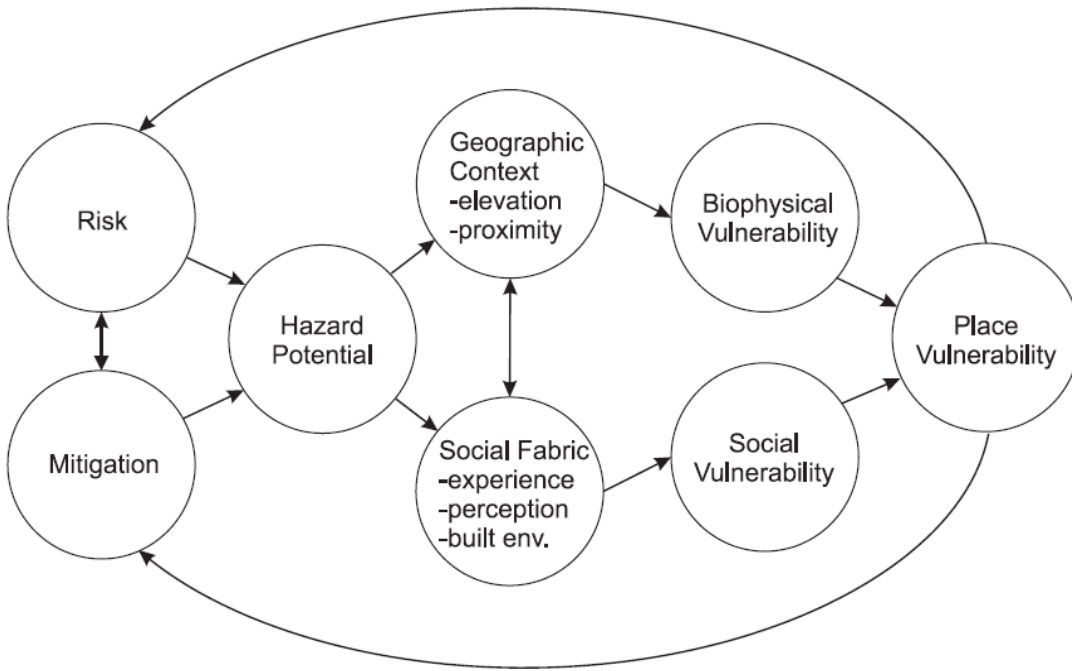 Risk
Mitigation
Hazard
Potential
Geographic
Context
-elevation
-proximity
Social Fabric
-experience
-perception
-built env.
Biophysical
Vulnerability
Social
Vulnerability
Place
Vulnerability